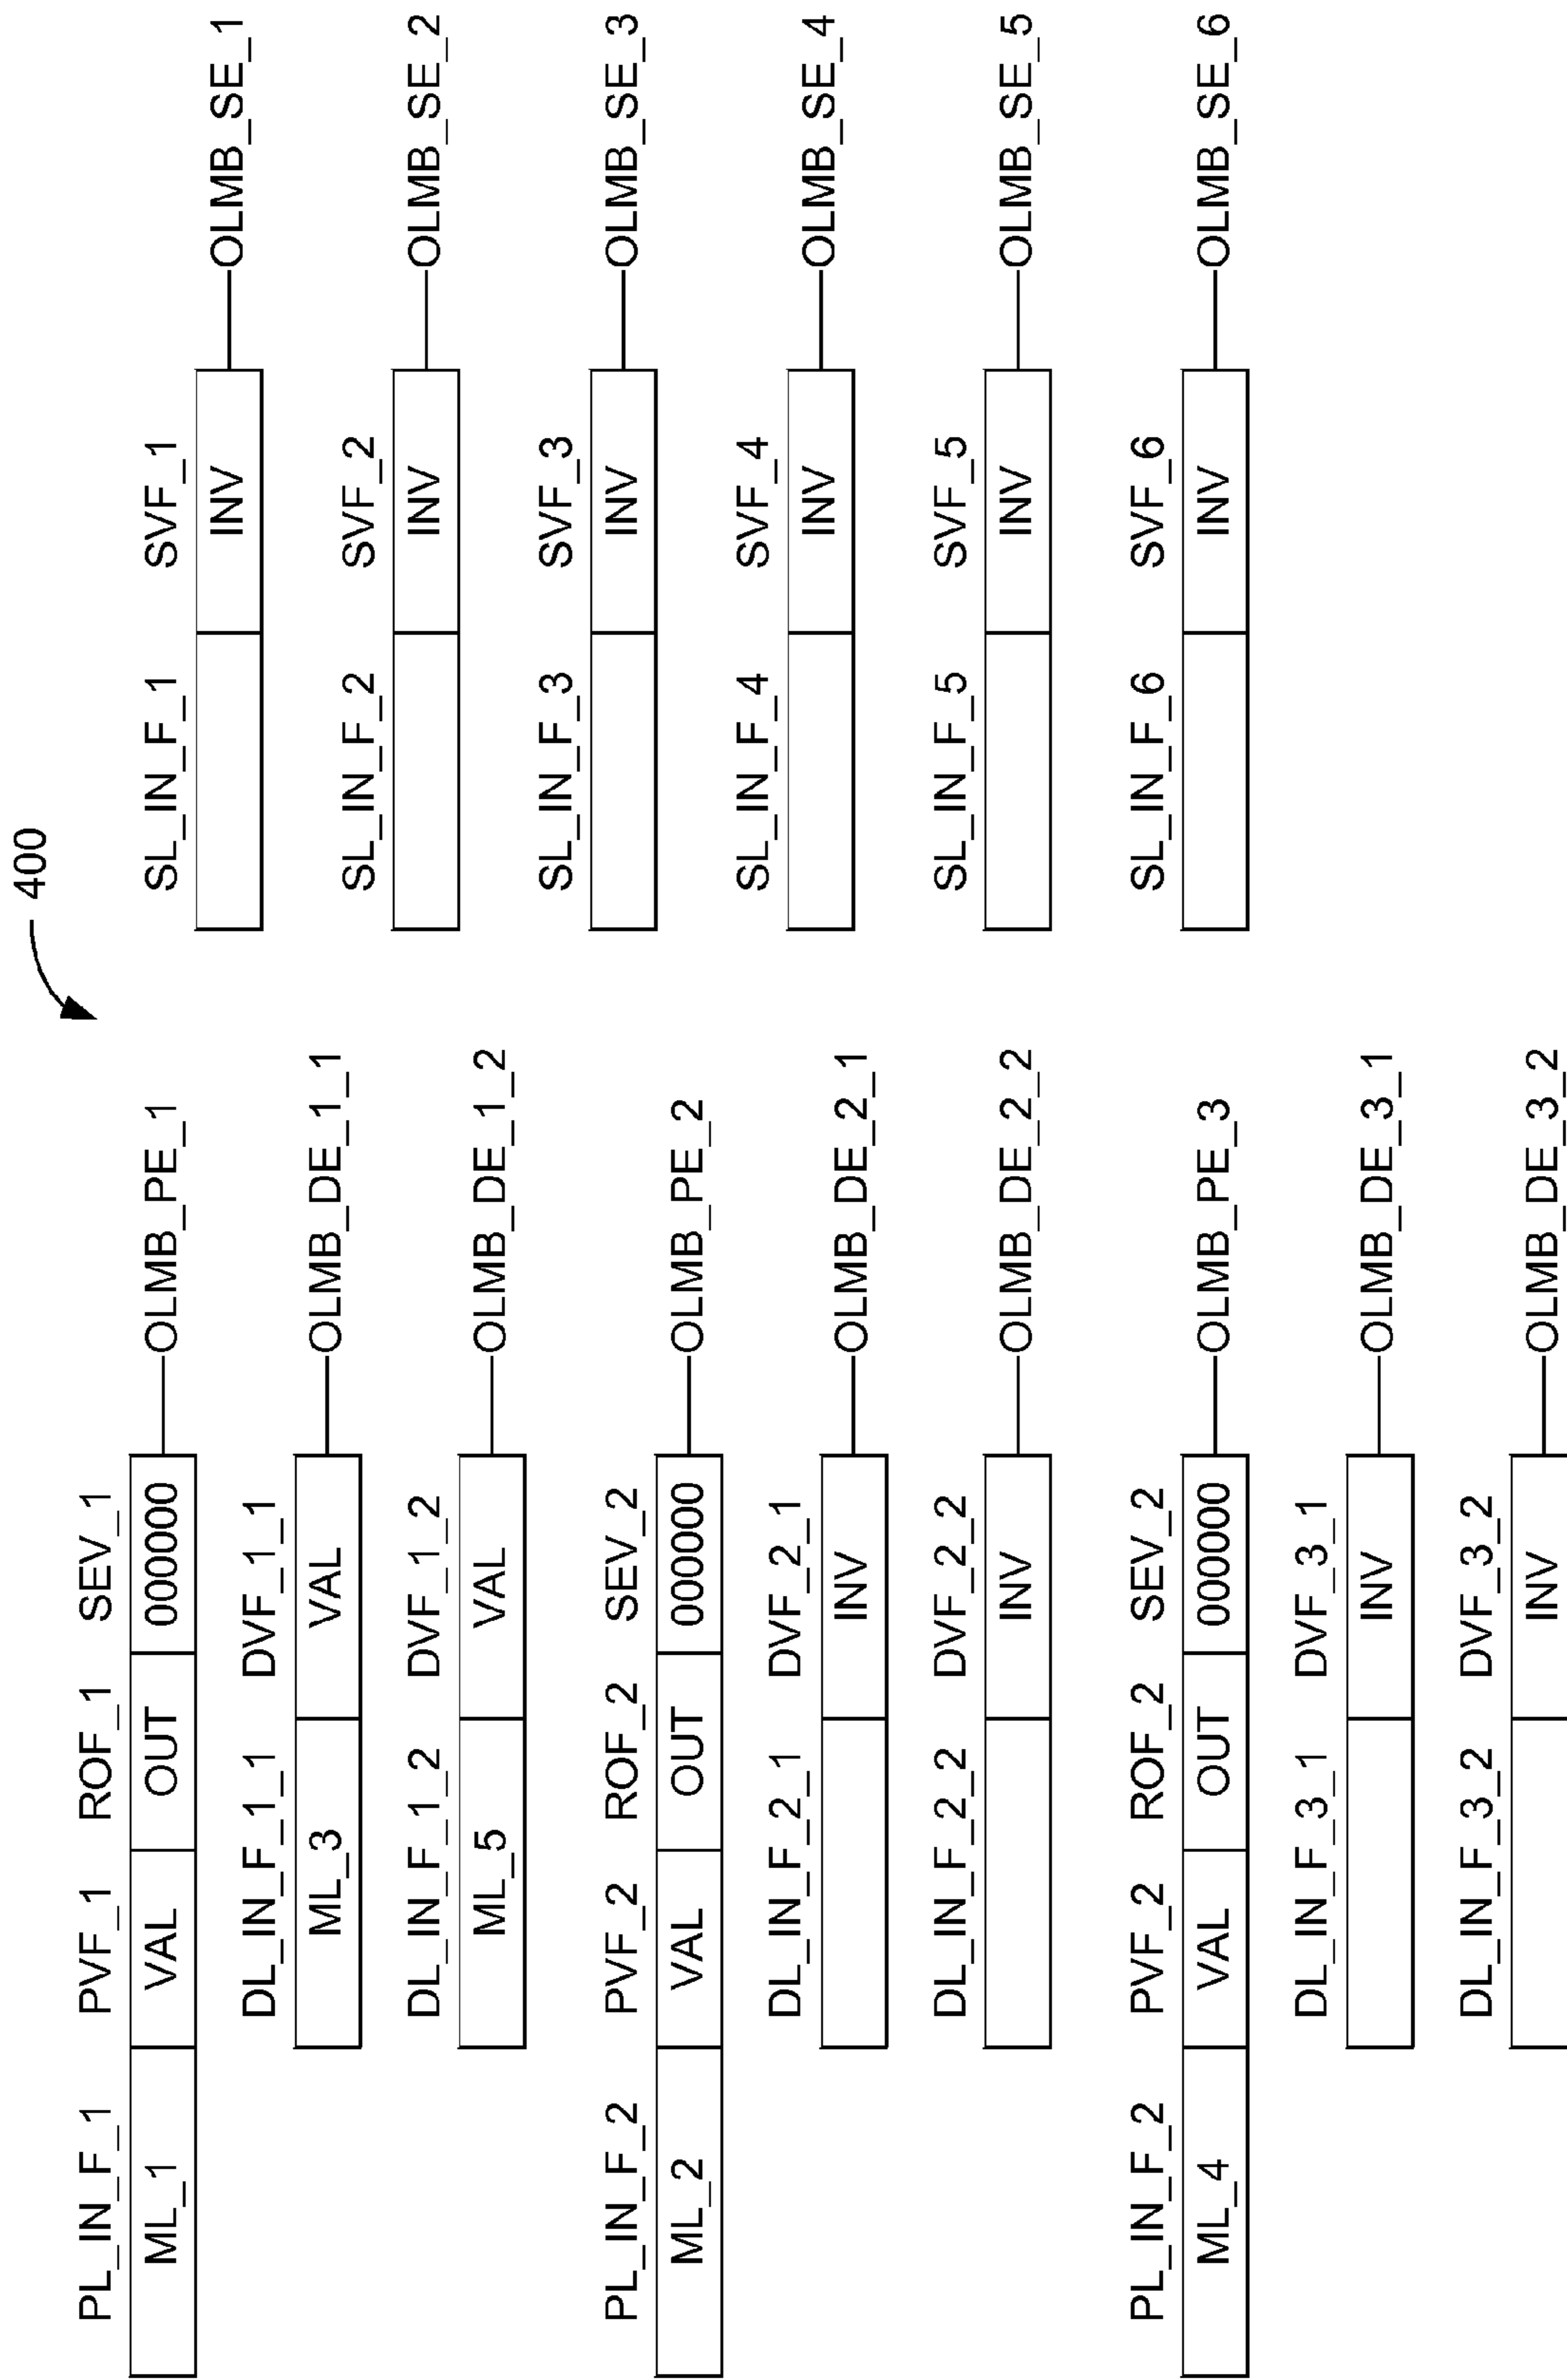 400
PL_IN_F_1 PVF_1 ROF_1 SEV_1
ML_1 VAL OUT 000000 OLMB_PE_1
DL_IN_F_1_1 DVF_1_1
ML_3 VAL OLMB_DE_1_1
DL_IN_F_1_2 DVF_1_2
ML_5 VAL OLMB_DE_1_2
PL_IN_F_2 PVF_2 ROF_2 SEV_2
ML_2 VAL OUT 000000 OLMB_PE_2
DL_IN_F_2_1 DVF_2_1
INV OLMB_DE_2_1
DL_IN_F_2_2 DVF_2_2
INV OLMB_DE_2_2
PL_IN_F_2 PVF_2 ROF_2 SEV_2
ML_4 VAL OUT 000000 OLMB_PE_3
DL_IN_F_3_1 DVF_3_1
INV OLMB_DE_3_1
DL_IN_F_3_2 DVF_3_2
INV OLMB_DE_3_2
SL_IN_F_1 SVF_1
INV OLMB_SE_1
SL_IN_F_2 SVF_2
INV OLMB_SE_2
SL_IN_F_3 SVF_3
INV OLMB_SE_3
SL_IN_F_4 SVF_4
INV OLMB_SE_4
SL_IN_F_5 SVF_5
INV OLMB_SE_5
SL_IN_F_6 SVF_6
INV OLMB_SE_6